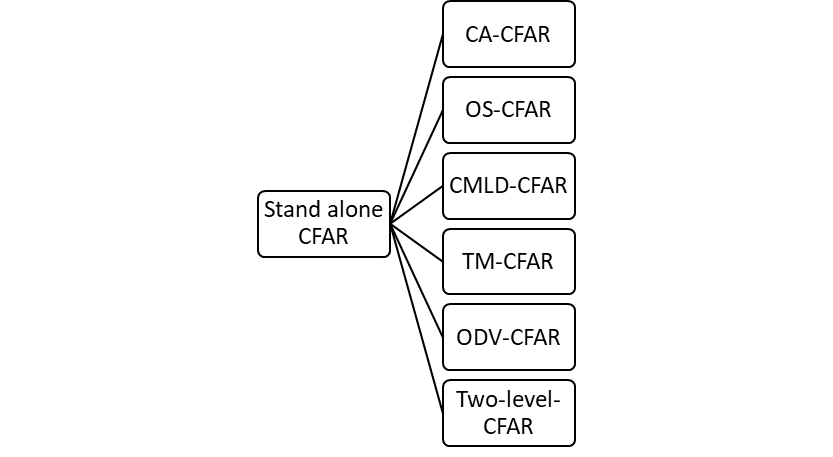 CA-CFAR
OS-CFAR
CMLD-CFAR
Stand alone
CFAR
TM-CFAR
ODV-CFAR
Two-level-
CFAR